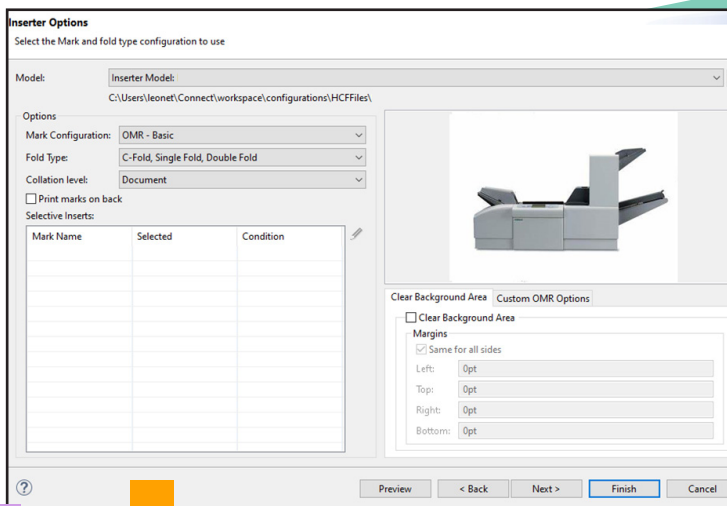 Inserter Options
Select the Mark and fold type configuration to use
Model: Inserter Model:
C:\Users\leonet\Connect\workspace\configurations\HCFFiles\
Options
Mark Configuration: OMR - Basic
Fold Type: C-Fold, Single Fold, Double Fold
Collation level: Document
Print marks on back
Selective Inserts:
Mark Name Selected Condition
Clear Background Area Custom OMR Options
Clear Background Area
Margins
Same for all sides
Left: 0pt
Top: 0pt
Right: 0pt
Bottom: 0pt
? Preview < Back Next > Finish Cancel